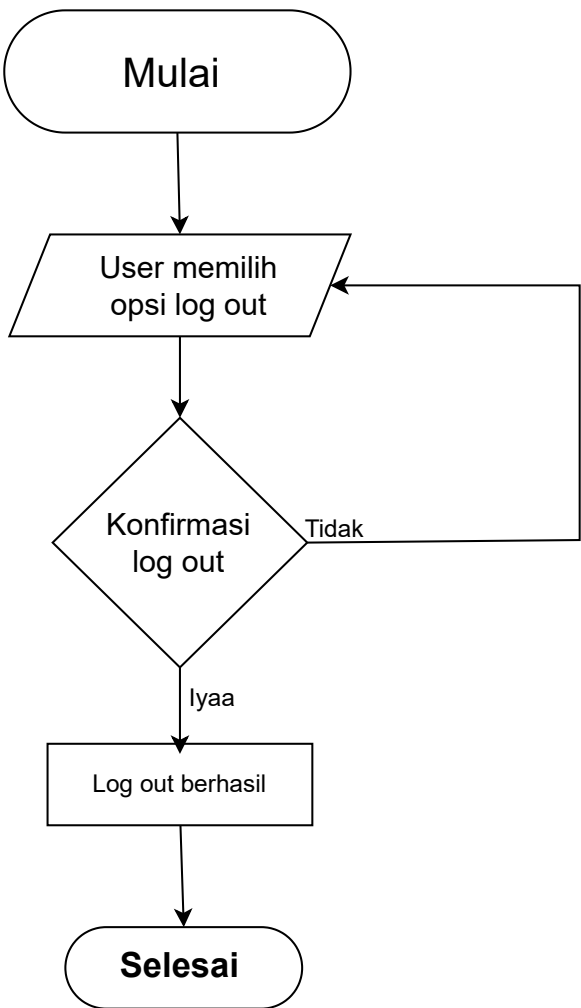 Mulai
User memilih
opsi log out
Konfirmasi
log out
Tidak
Iyaa
Log out berhasil
Selesai